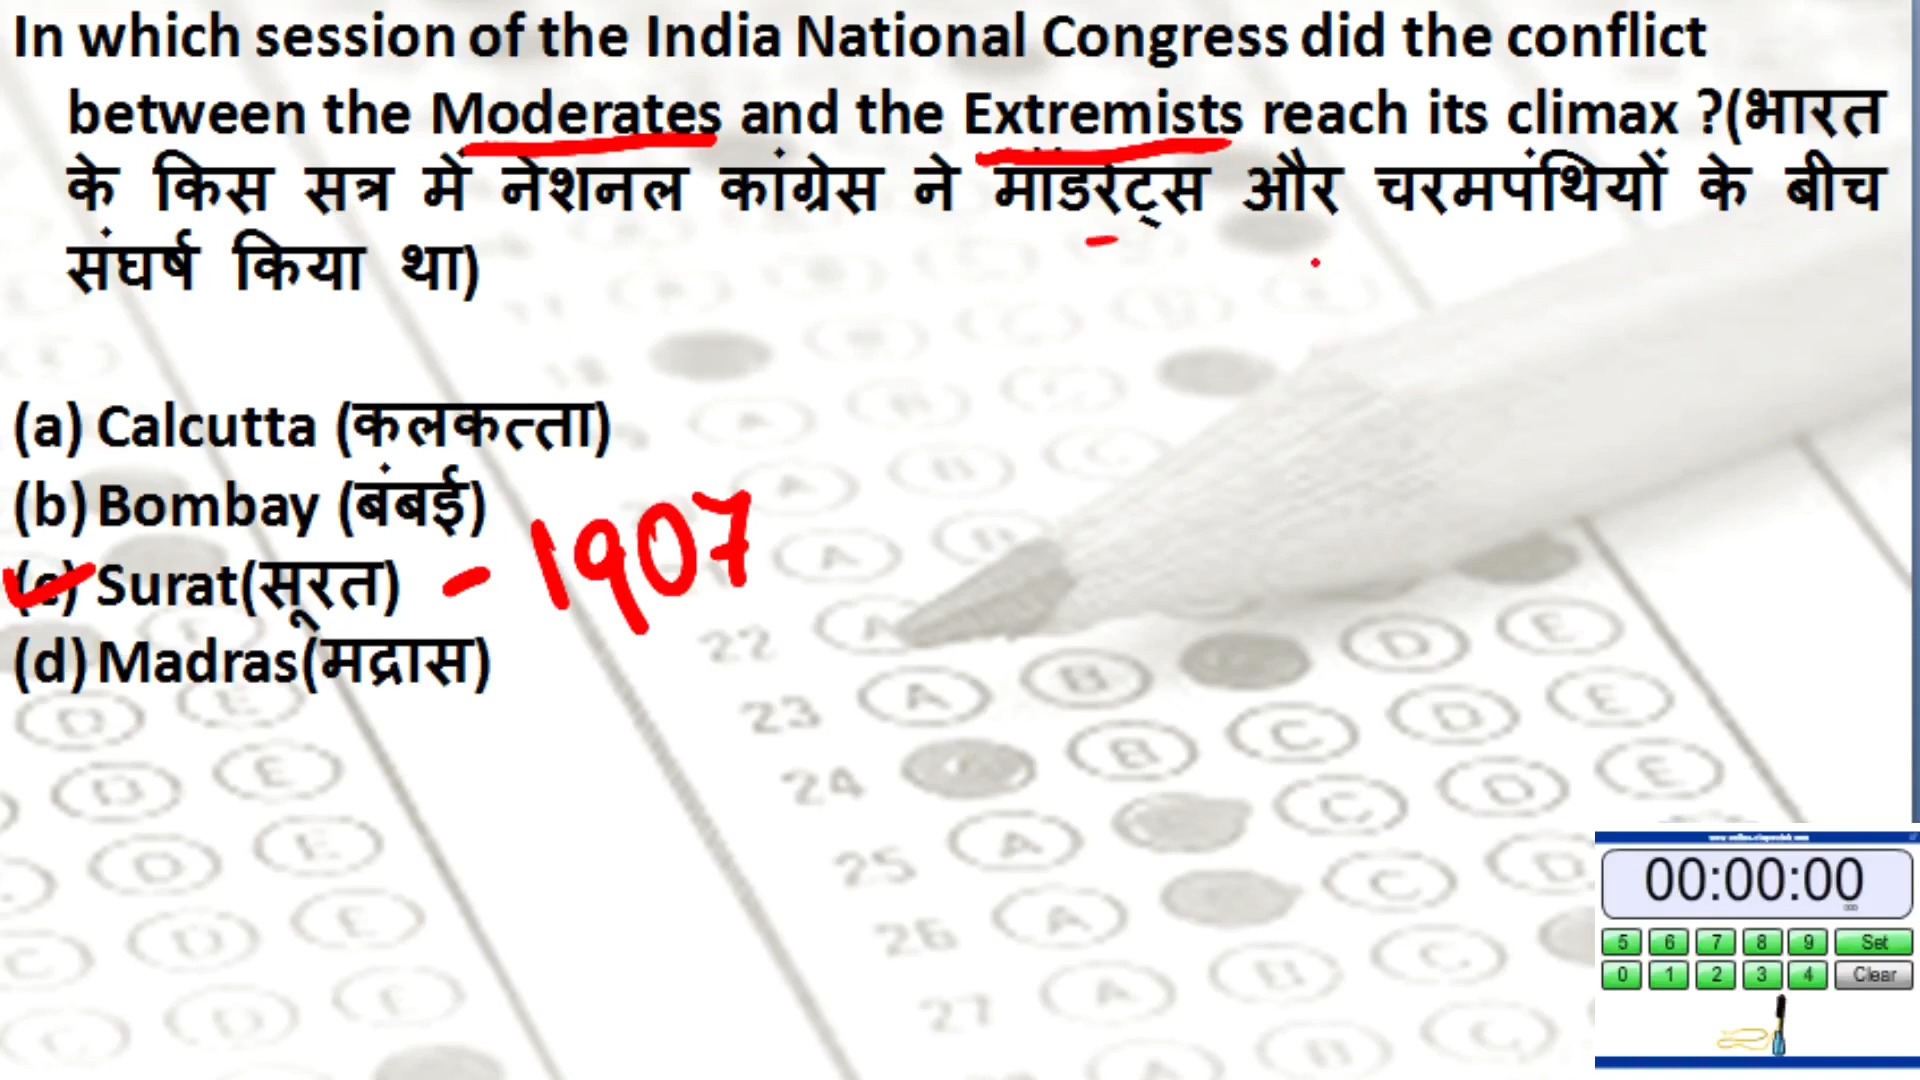 In which session of the India National Congress did the conflict
between the Moderates and the Extremists reach its climax ?(भारत
के किस सत्र में नेशनल कांग्रेस ने मॉडरेट्स और चरमपंथियों के बीच
संघर्ष किया था)
(a) Calcutta (कलकत्ता)
(b) Bombay (बंबई)
(c) Surat(सूरत) - 1907
(d) Madras(मद्रास)
22 A B D E
23 A B C D E
24 B C D E
25 A C D
26 A C
27 A B C
00:00:00
5 6 7 8 9 Set
0 1 2 3 4 Clear